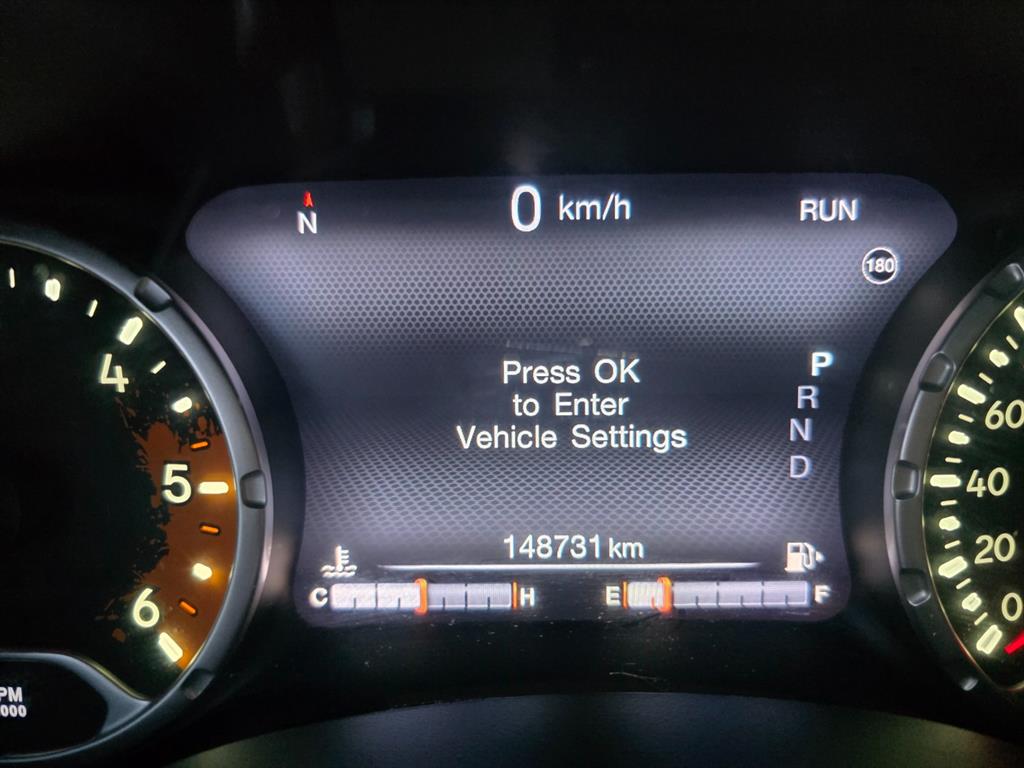 N
0 km/h
RUN
180
4
5
6
Press OK
to Enter
Vehicle Settings
P
R
N
D
148731 km
C
H
E
F
60
40
20
0
PM
000